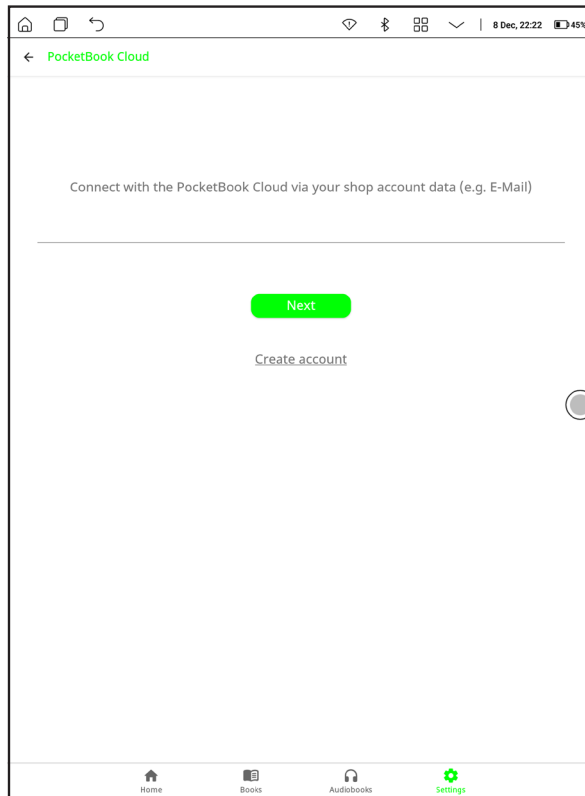 8 Dec, 22:22 45%
PocketBook Cloud
Connect with the PocketBook Cloud via your shop account data (e.g. E-Mail)
Next
Create account
Home Books Audiobooks Settings